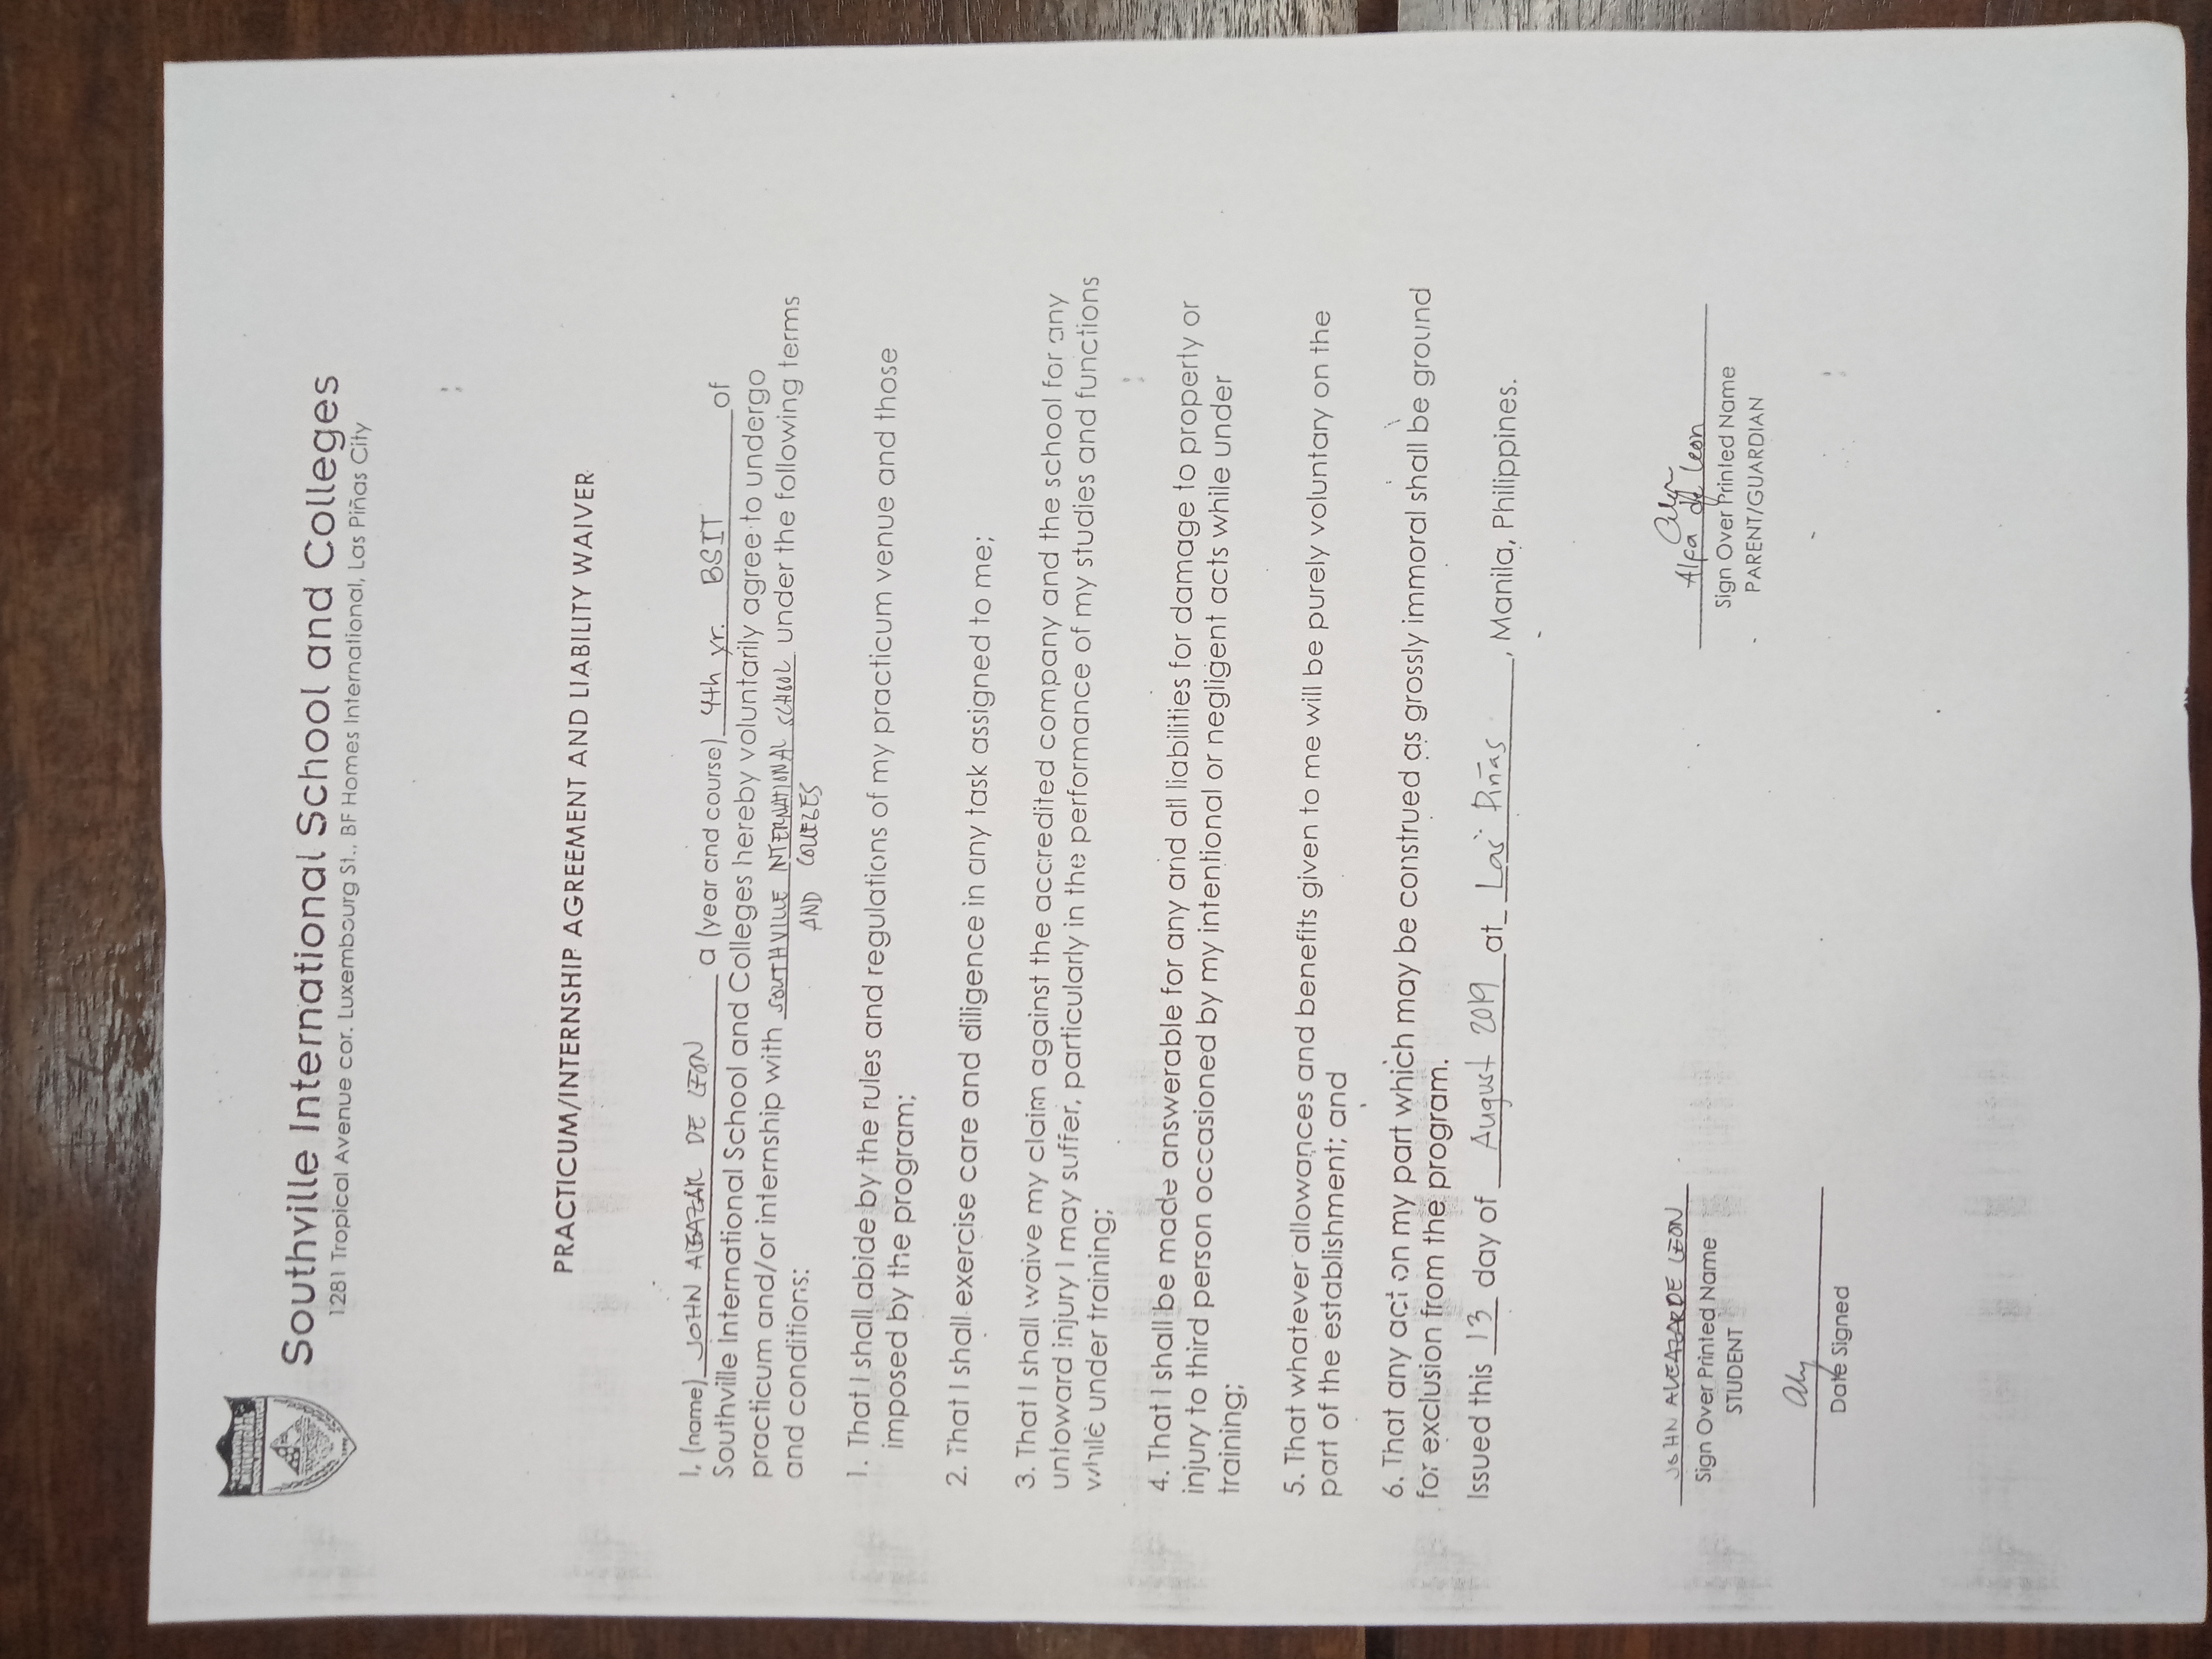 SOUTHVILLE
INTERNATIONAL
SCHOOL AND COLLEGES
Southville International School and Colleges
1281 Tropical Avenue cor. Luxembourg St., BF Homes International, Las Piñas City
PRACTICUM/INTERNSHIP AGREEMENT AND LIABILITY WAIVER
I, (name) JOHN ALEAZAR DE LEON a (year and course) 4th yr. BSIT of
Southville International School and Colleges hereby voluntarily agree to undergo
practicum and/or internship with SOUTHVILLE INTERNATIONAL SCHOOL under the following terms
and conditions: AND COLLEGES
1. That I shall abide by the rules and regulations of my practicum venue and those
imposed by the program;
2. That I shall exercise care and diligence in any task assigned to me;
3. That I shall waive my claim against the accredited company and the school for any
untoward injury I may suffer, particularly in the performance of my studies and functions
while under training;
4. That I shall be made answerable for any and all liabilities for damage to property or
injury to third person occasioned by my intentional or negligent acts while under
training;
5. That whatever allowances and benefits given to me will be purely voluntary on the
part of the establishment; and
6. That any act on my part which may be construed as grossly immoral shall be ground
for exclusion from the program.
Issued this 13 day of August 2019 at Las Piñas, Manila, Philippines.
JOHN ALEAZAR DE LEON
Sign Over Printed Name
STUDENT
Date Signed
Alfa de Leon
Sign Over Printed Name
PARENT/GUARDIAN